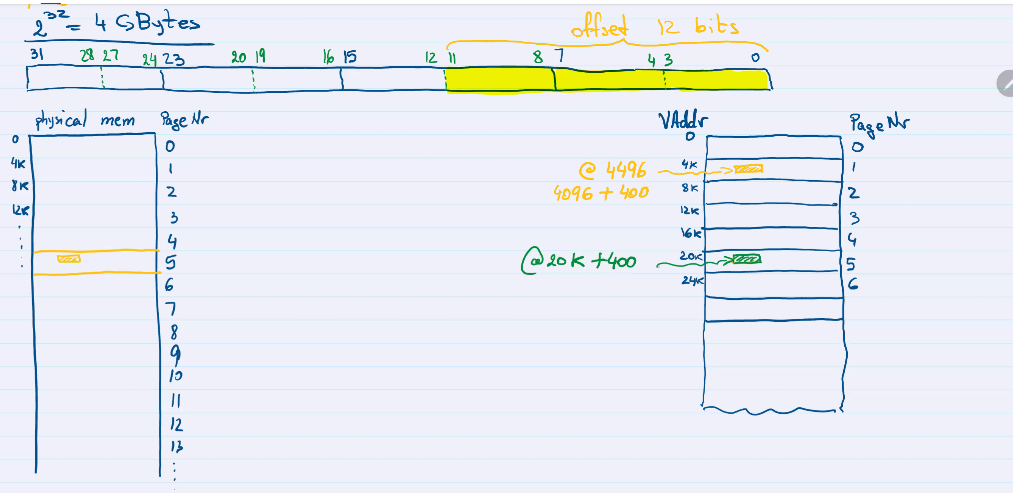 2^32 = 4 GBytes
offset 12 bits
31 28 27 24 23 20 19 16 15 12 11 8 7 4 3 0
physical mem Page Nr
0
4K
8K
12K
0
1
2
3
4
5
6
7
8
9
10
11
12
13
VAddr Page Nr
0
4K
8K
12K
16K
20K
24K
0
1
2
3
4
5
6
@ 4496
4096 + 400
@ 20K + 400